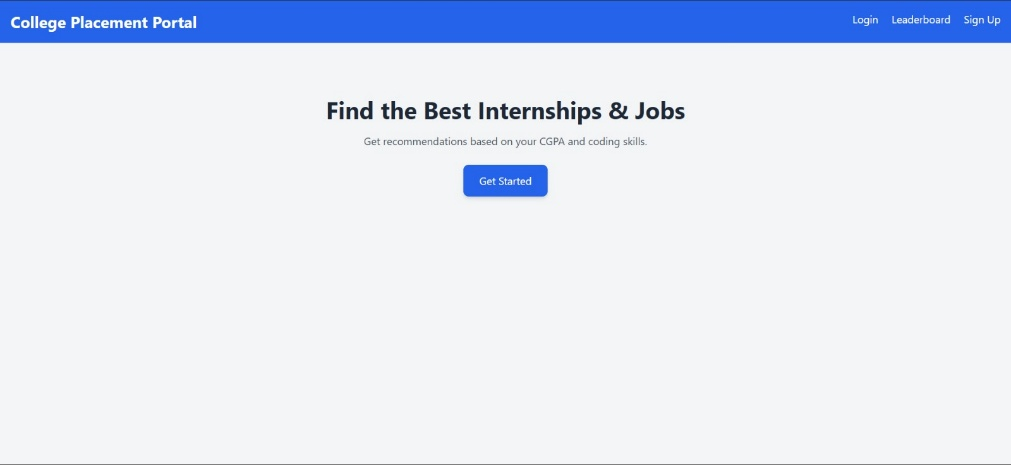 College Placement Portal
Login Leaderboard Sign Up
Find the Best Internships & Jobs
Get recommendations based on your CGPA and coding skills.
Get Started